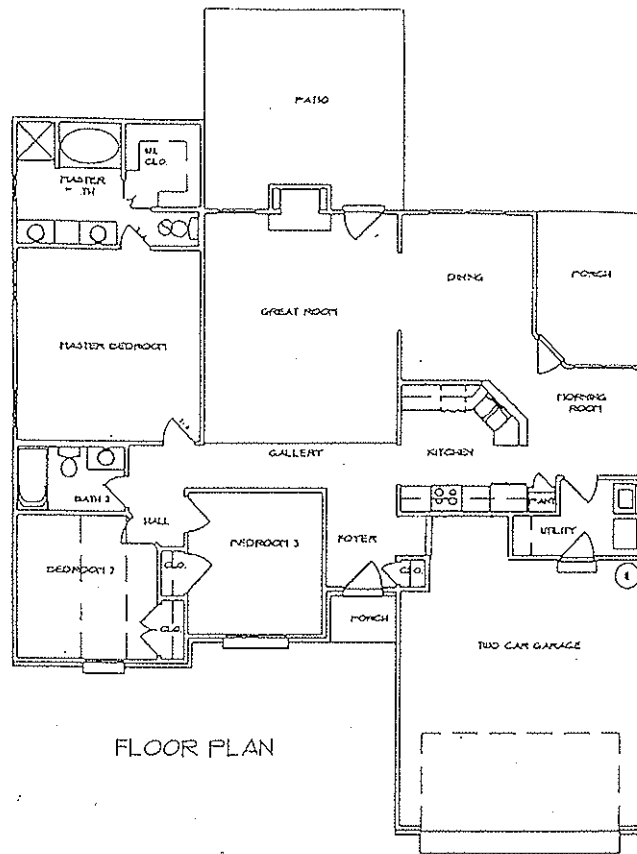 PATIO
W.I.
CLO.
MASTER
BATH
DINING
PORCH
GREAT ROOM
MASTER BEDROOM
MORNING
ROOM
GALLERY
KITCHEN
BATH 2
PANT.
HALL
UTILITY
FOYER
BEDROOM 3
BEDROOM 2
CLO.
CLO.
CLO.
PORCH
TWO CAR GARAGE
FLOOR PLAN